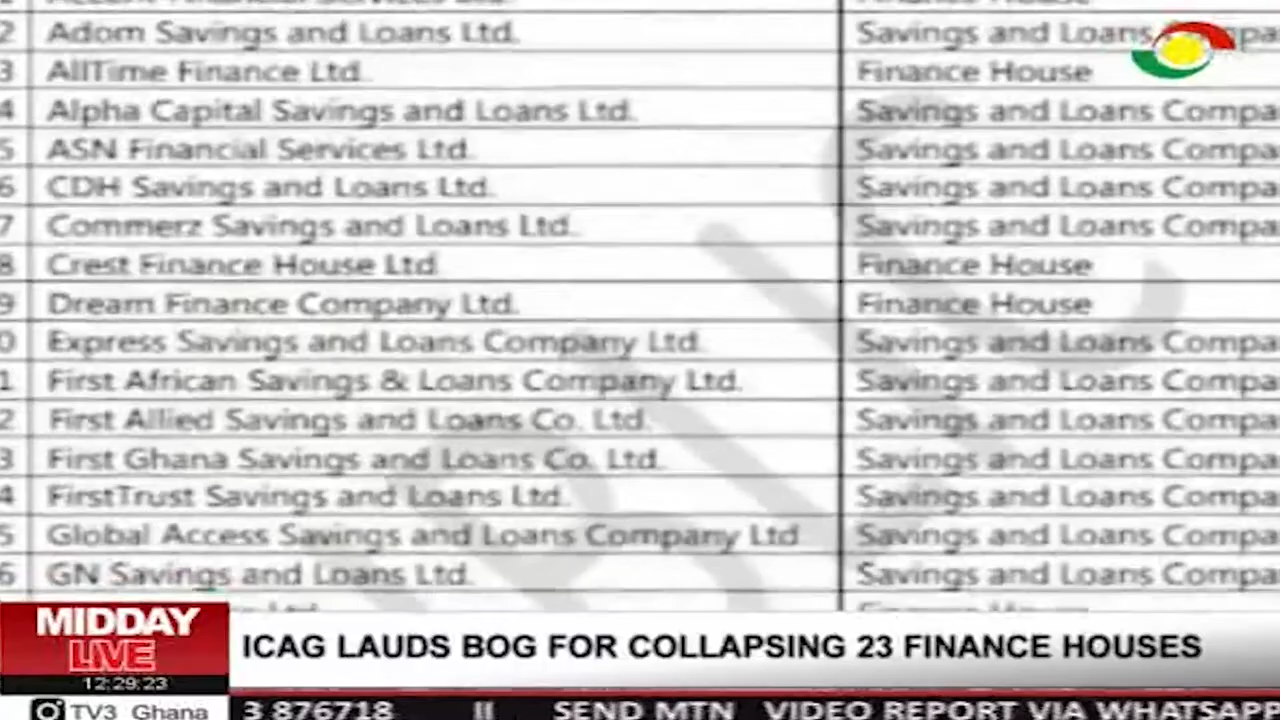 2 Adom Savings and Loans Ltd. Savings and Loans Compa
3 AllTime Finance Ltd. Finance House
4 Alpha Capital Savings and Loans Ltd. Savings and Loans Compa
5 ASN Financial Services Ltd. Savings and Loans Compa
6 CDH Savings and Loans Ltd. Savings and Loans Compa
7 Commerz Savings and Loans Ltd. Savings and Loans Compa
8 Crest Finance House Ltd. Finance House
9 Dream Finance Company Ltd. Finance House
0 Express Savings and Loans Company Ltd. Savings and Loans Compa
1 First African Savings & Loans Company Ltd. Savings and Loans Compa
2 First Allied Savings and Loans Co. Ltd. Savings and Loans Compa
3 First Ghana Savings and Loans Co. Ltd. Savings and Loans Compa
4 FirstTrust Savings and Loans Ltd. Savings and Loans Compa
5 Global Access Savings and Loans Company Ltd Savings and Loans Compa
6 GN Savings and Loans Ltd. Savings and Loans Compa
MIDDAY
LIVE
12:29:23
ICAG LAUDS BOG FOR COLLAPSING 23 FINANCE HOUSES
TV3_Ghana
3 876718 II SEND MTN VIDEO REPORT VIA WHATSAPP